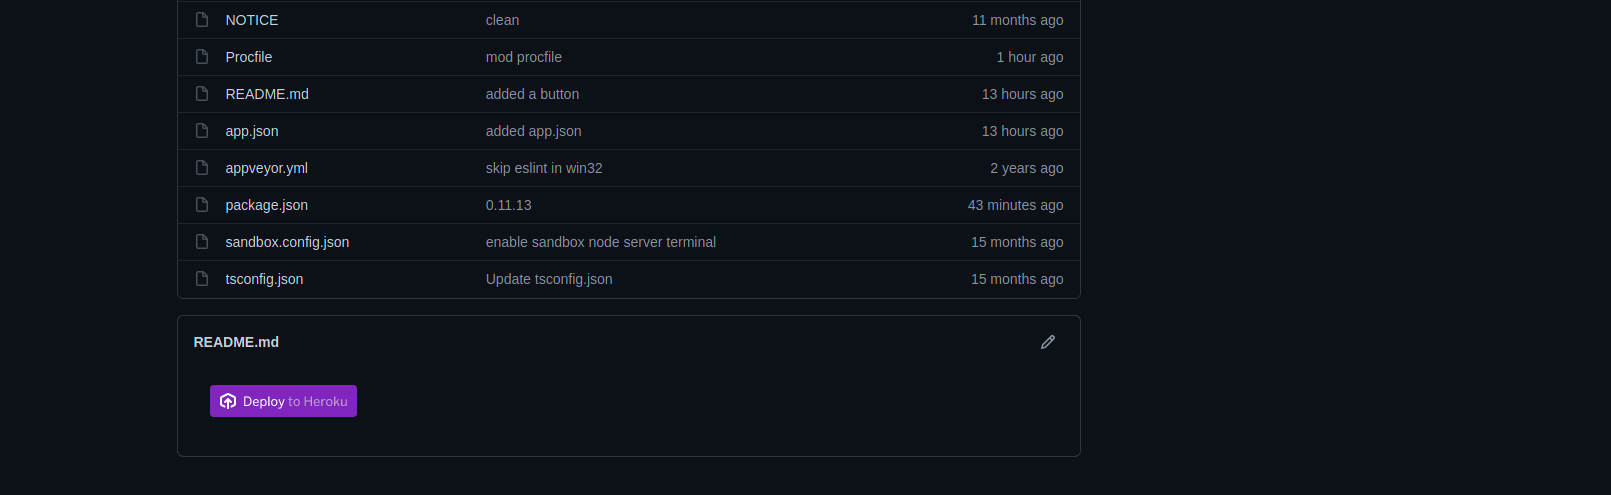 NOTICE clean 11 months ago
Procfile mod procfile 1 hour ago
README.md added a button 13 hours ago
app.json added app.json 13 hours ago
appveyor.yml skip eslint in win32 2 years ago
package.json 0.11.13 43 minutes ago
sandbox.config.json enable sandbox node server terminal 15 months ago
tsconfig.json Update tsconfig.json 15 months ago
README.md
Deploy to Heroku